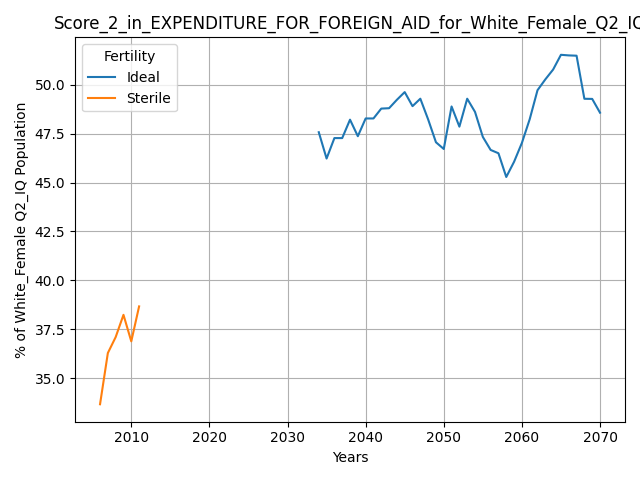 Score_2_in_EXPENDITURE_FOR_FOREIGN_AID_for_White_Female_Q2_IQ
Fertility
Ideal
Sterile
% of White_Female Q2_IQ Population
50.0
47.5
45.0
42.5
40.0
37.5
35.0
2010 2020 2030 2040 2050 2060 2070
Years